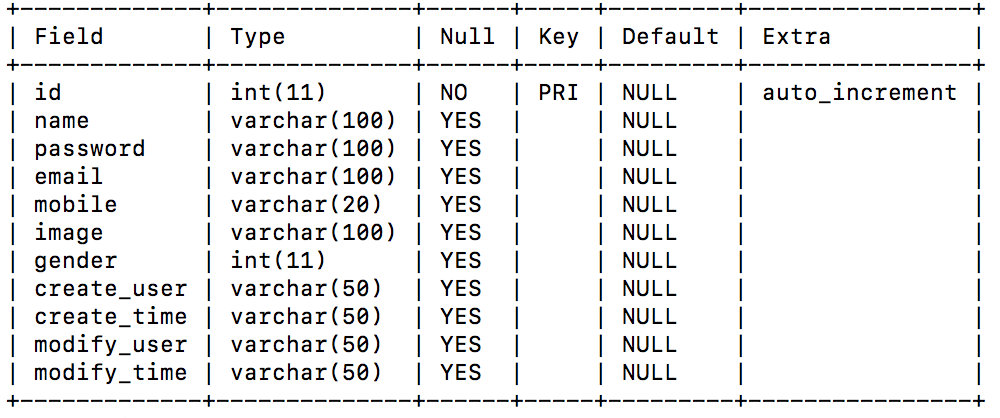 +-------------+--------------+------+-----+---------+----------------+
| Field       | Type         | Null | Key | Default | Extra          |
+-------------+--------------+------+-----+---------+----------------+
| id          | int(11)      | NO   | PRI | NULL    | auto_increment |
| name        | varchar(100) | YES  |     | NULL    |                |
| password    | varchar(100) | YES  |     | NULL    |                |
| email       | varchar(100) | YES  |     | NULL    |                |
| mobile      | varchar(20)  | YES  |     | NULL    |                |
| image       | varchar(100) | YES  |     | NULL    |                |
| gender      | int(11)      | YES  |     | NULL    |                |
| create_user | varchar(50)  | YES  |     | NULL    |                |
| create_time | varchar(50)  | YES  |     | NULL    |                |
| modify_user | varchar(50)  | YES  |     | NULL    |                |
| modify_time | varchar(50)  | YES  |     | NULL    |                |
+-------------+--------------+------+-----+---------+----------------+